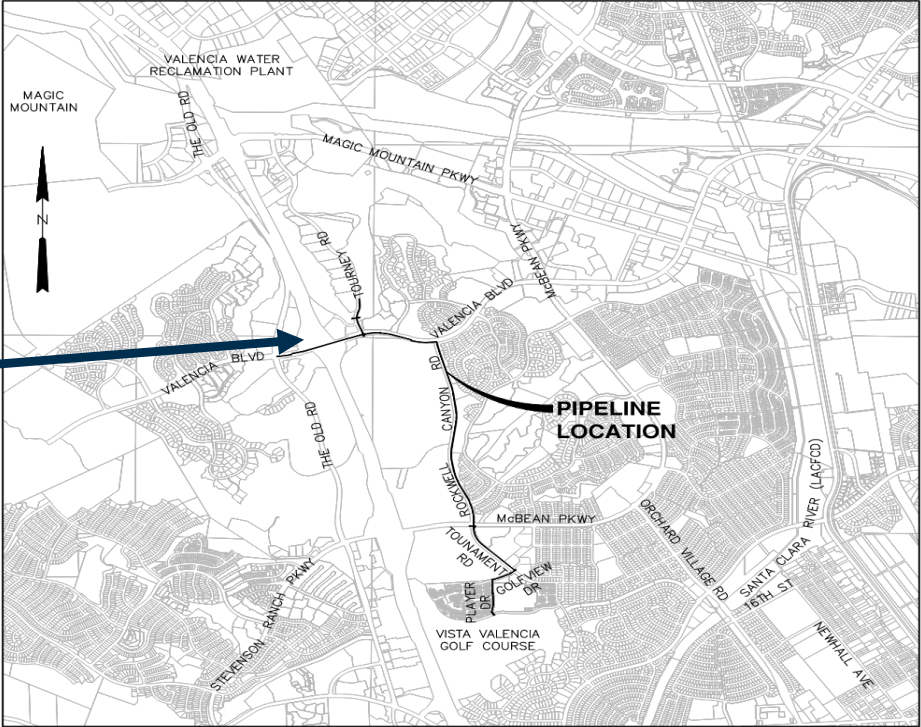 VALENCIA WATER
RECLAMATION PLANT
MAGIC
MOUNTAIN
THE OLD RD
MAGIC MOUNTAIN PKWY
N
TOURNEY RD
McBEAN PKWY
VALENCIA BLVD
VALENCIA BLVD
THE OLD RD
ROCKWELL CANYON RD
PIPELINE
LOCATION
McBEAN PKWY
TOUNAMENT
RD
GOLFVIEW
DR
PLAYER
DR
VISTA VALENCIA
GOLF COURSE
STEVENSON RANCH PKWY
ORCHARD VILLAGE RD
SANTA CLARA RIVER (LACFCD)
16TH ST
NEWHALL AVE